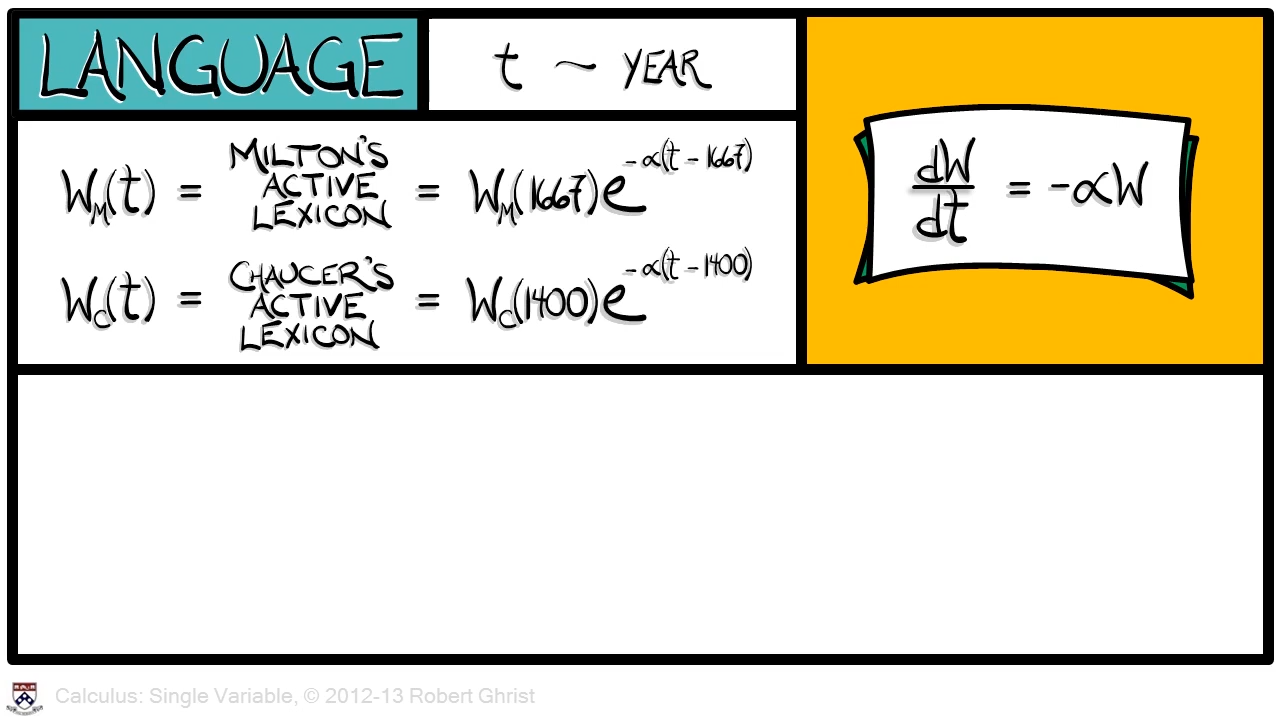 LANGUAGE
t ~ YEAR
W_M(t) = MILTON'S ACTIVE LEXICON = W_M(1667)e^{-α(t-1667)}
W_C(t) = CHAUCER'S ACTIVE LEXICON = W_C(1400)e^{-α(t-1400)}
dW/dt = -αW
Calculus: Single Variable, © 2012-13 Robert Ghrist